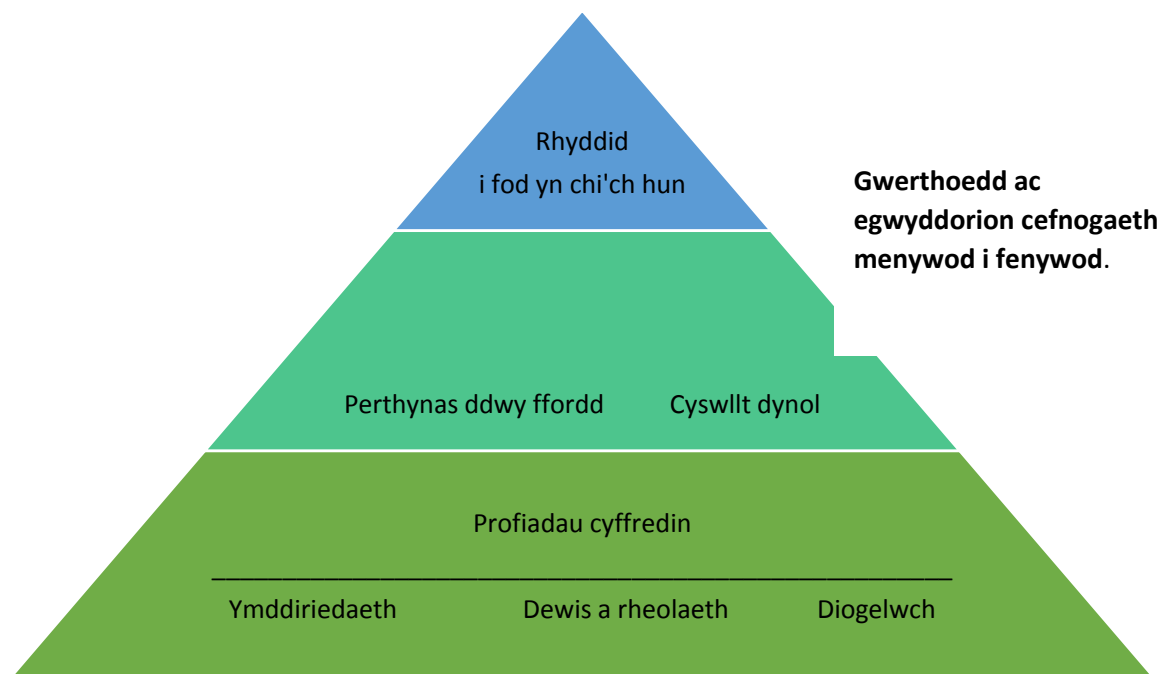 Rhyddid
i fod yn chi'ch hun
Gwerthoedd ac
egwyddorion cefnogaeth
menywod i fenywod.
Perthynas ddwy ffordd Cyswllt dynol
Profiadau cyffredin
Ymddiriedaeth Dewis a rheolaeth Diogelwch